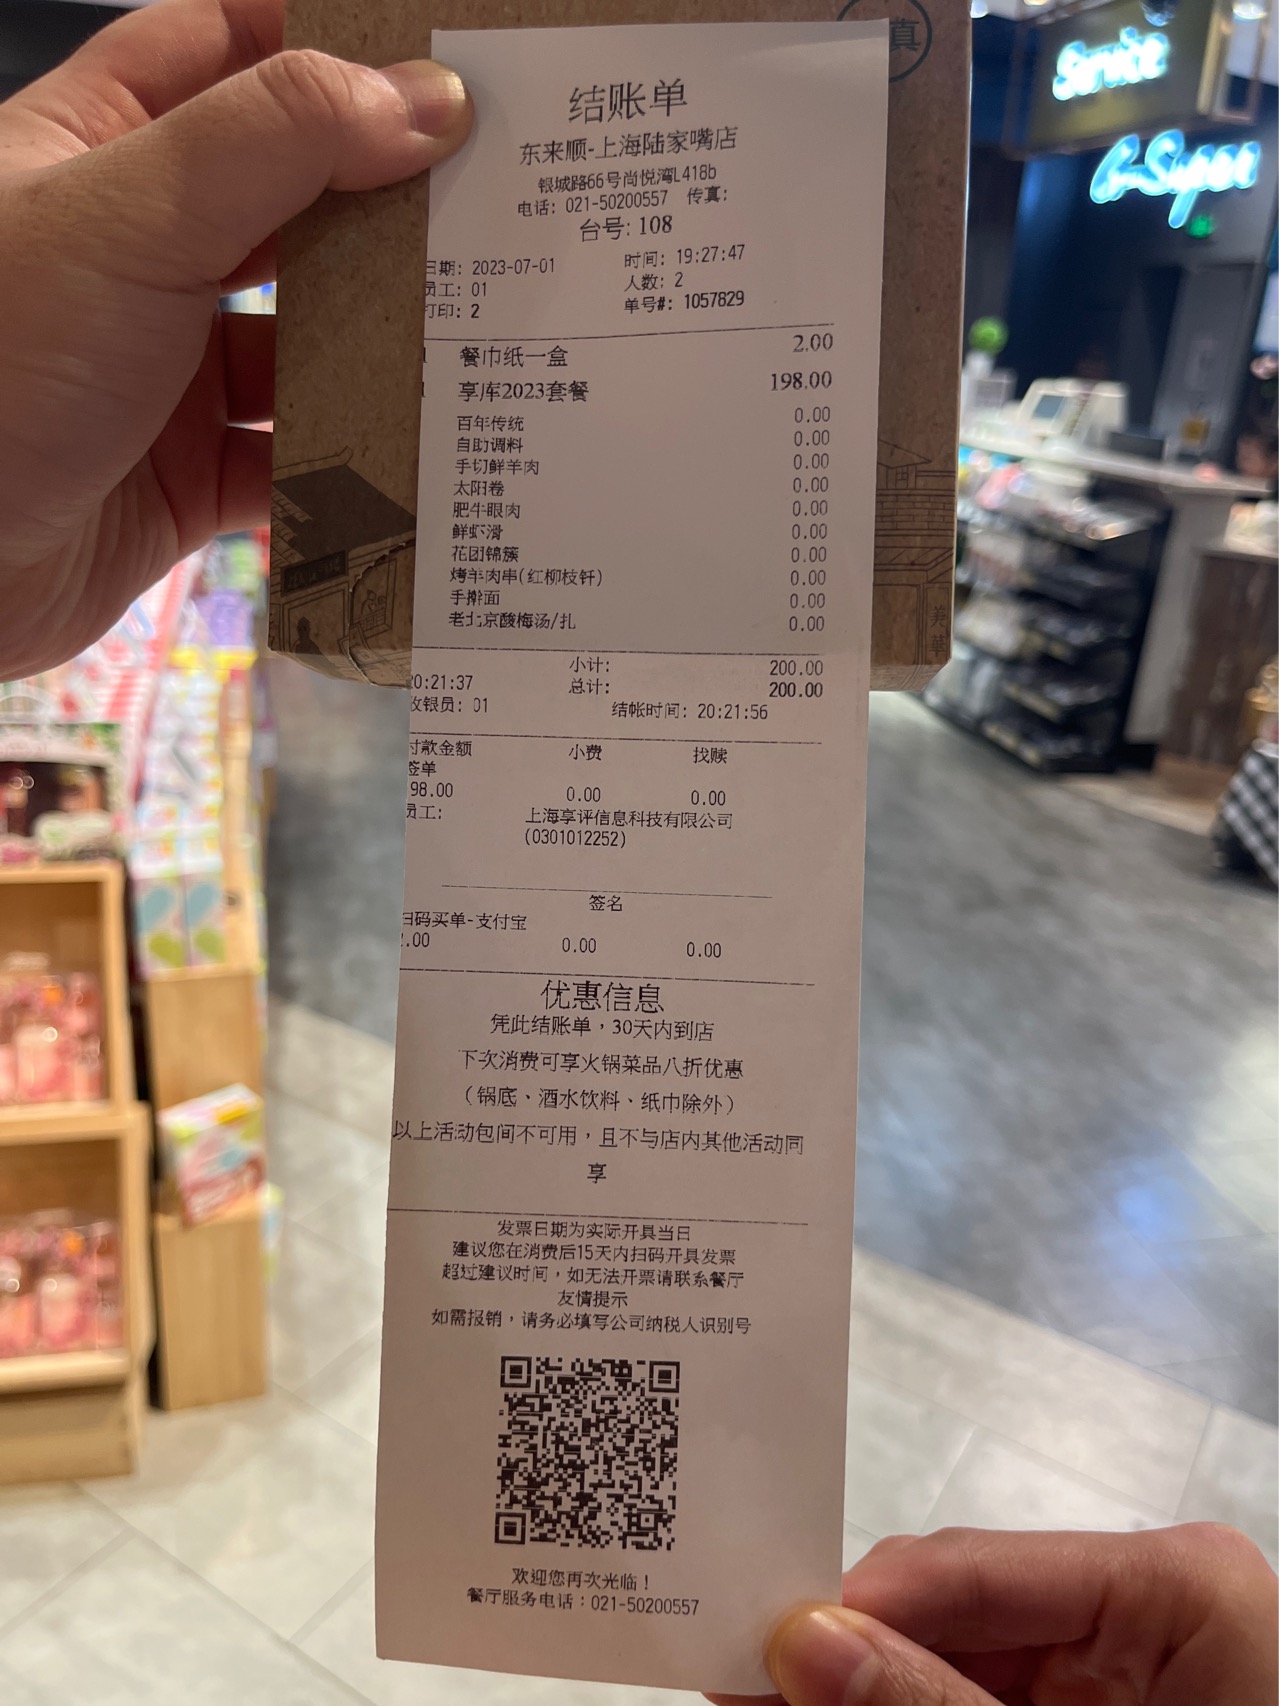 真
Service
G-Super
结账单
东来顺-上海陆家嘴店
银城路66号尚悦湾L418b
电话: 021-50200557 传真:
台号: 108
日期: 2023-07-01 时间: 19:27:47
员工: 01 人数: 2
打印: 2 单号#: 1057829
1 餐巾纸一盒 2.00
1 享库2023套餐 198.00
百年传统 0.00
自助调料 0.00
手切鲜羊肉 0.00
太阳卷 0.00
肥牛眼肉 0.00
鲜虾滑 0.00
花团锦簇 0.00
烤羊肉串(红柳枝钎) 0.00
手擀面 0.00
老北京酸梅汤/扎 0.00
小计: 200.00
20:21:37 总计: 200.00
收银员: 01 结帐时间: 20:21:56
付款金额 小费 找赎
签单
98.00 0.00 0.00
员工: 上海享评信息科技有限公司
(0301012252)
签名
扫码买单-支付宝
.00 0.00 0.00
优惠信息
凭此结账单，30天内到店
下次消费可享火锅菜品八折优惠
（锅底、酒水饮料、纸巾除外）
以上活动包间不可用，且不与店内其他活动同
享
发票日期为实际开具当日
建议您在消费后15天内扫码开具发票
超过建议时间，如无法开票请联系餐厅
友情提示
如需报销，请务必填写公司纳税人识别号
欢迎您再次光临！
餐厅服务电话：021-50200557